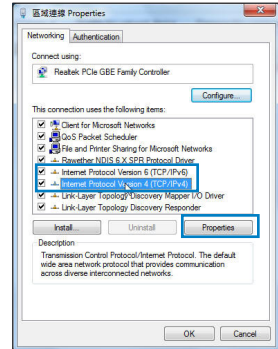 區域連線 Properties
Networking
Authentication
Connect using:
Realtek PCIe GBE Family Controller
Configure...
This connection uses the following items:
Client for Microsoft Networks
QoS Packet Scheduler
File and Printer Sharing for Microsoft Networks
Rawether NDIS 6.X SPR Protocol Driver
Internet Protocol Version 6 (TCP/IPv6)
Internet Protocol Version 4 (TCP/IPv4)
Link-Layer Topology Discovery Mapper I/O Driver
Link-Layer Topology Discovery Responder
Install...
Uninstall
Properties
Description
Transmission Control Protocol/Internet Protocol. The default
wide area network protocol that provides communication
across diverse interconnected networks.
OK
Cancel